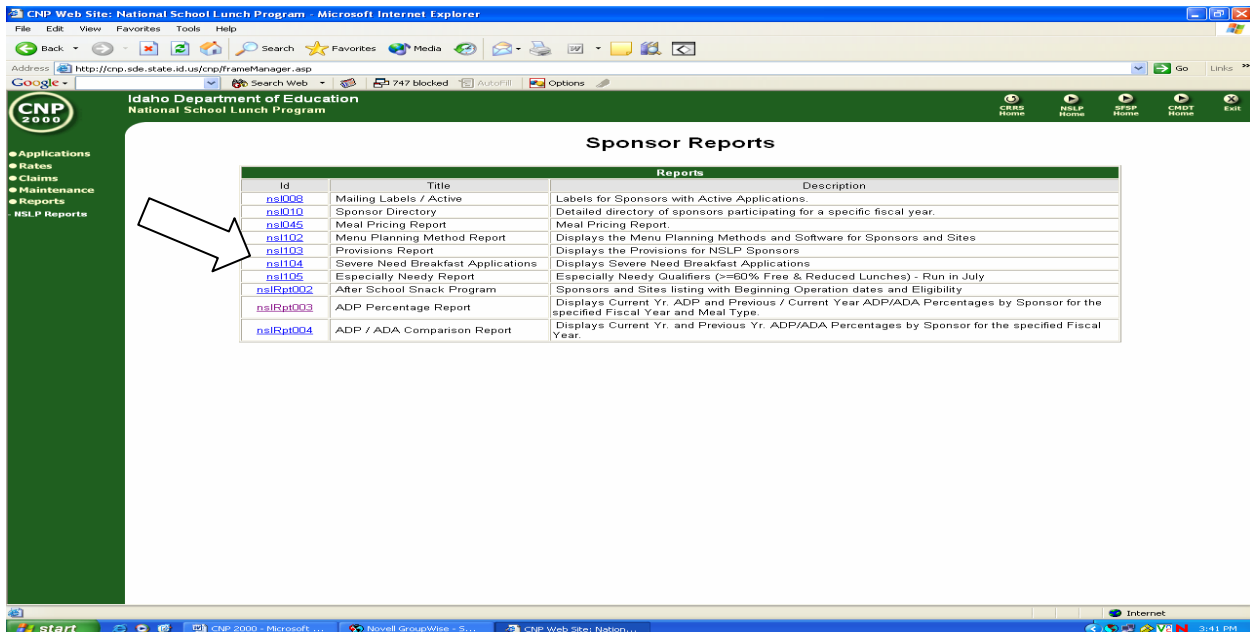 CNP Web Site: National School Lunch Program - Microsoft Internet Explorer
File Edit View Favorites Tools Help
Back Search Favorites Media
Address http://cnp.sde.state.id.us/cnp/frameManager.asp Go Links »
Google Search Web 747 blocked AutoFill Options
CNP 2000
Idaho Department of Education
National School Lunch Program
CRRS Home
NSLP Home
SFSP Home
CMDT Home
Exit
Applications
Rates
Claims
Maintenance
Reports
- NSLP Reports
Sponsor Reports
Reports
Id Title Description
nsl008 Mailing Labels / Active Labels for Sponsors with Active Applications.
nsl010 Sponsor Directory Detailed directory of sponsors participating for a specific fiscal year.
nsl045 Meal Pricing Report Meal Pricing Report.
nsl102 Menu Planning Method Report Displays the Menu Planning Methods and Software for Sponsors and Sites
nsl103 Provisions Report Displays the Provisions for NSLP Sponsors
nsl104 Severe Need Breakfast Applications Displays Severe Need Breakfast Applications
nsl105 Especially Needy Report Especially Needy Qualifiers (>=60% Free & Reduced Lunches) - Run in July
nslRpt002 After School Snack Program Sponsors and Sites listing with Beginning Operation dates and Eligibility
nslRpt003 ADP Percentage Report Displays Current Yr. ADP and Previous / Current Year ADP/ADA Percentages by Sponsor for the
specified Fiscal Year and Meal Type.
nslRpt004 ADP / ADA Comparison Report Displays Current Yr. and Previous Yr. ADP/ADA Percentages by Sponsor for the specified Fiscal
Year.
Internet
start CNP 2000 - Microsoft ... Novell GroupWise - S... CNP Web Site: Nation... 3:41 PM